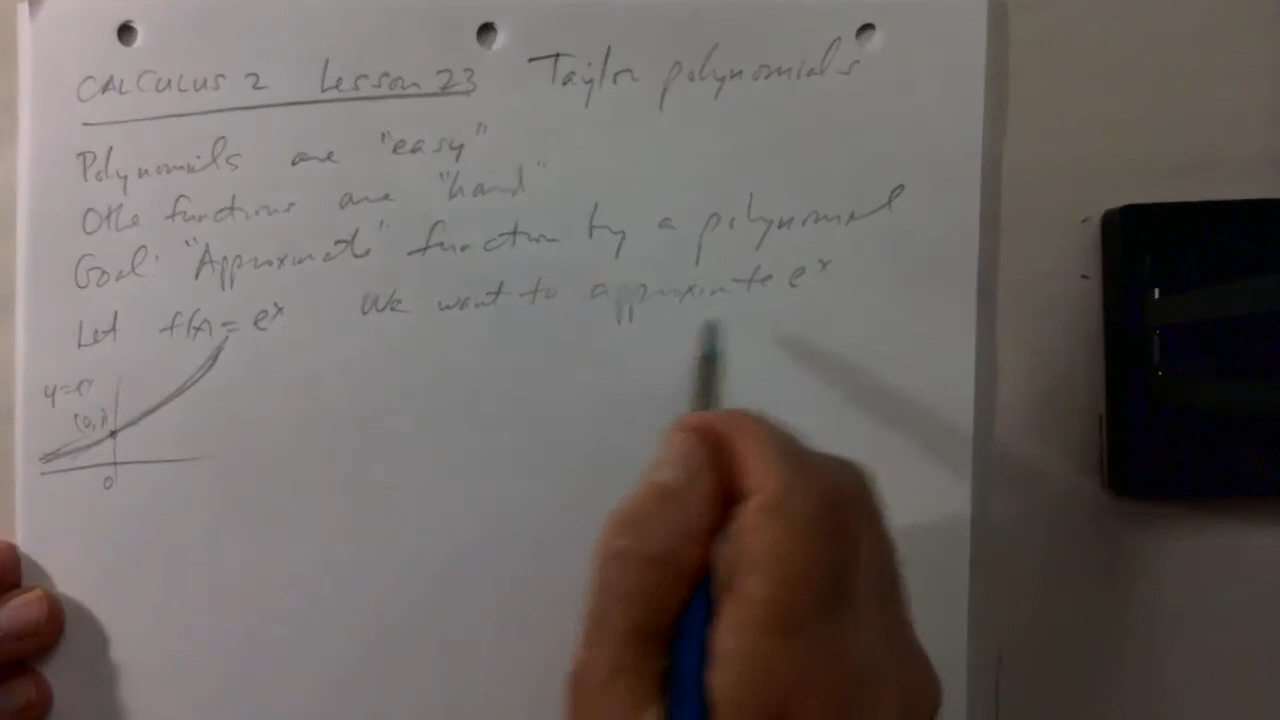 CALCULUS 2 Lesson 23 Taylor polynomials
Polynomials are "easy"
Othe functions are "hard"
Goal: "Approximate" function by a polynomial
Let f(x) = e^x We want to approximate e^x
(0,1)
0